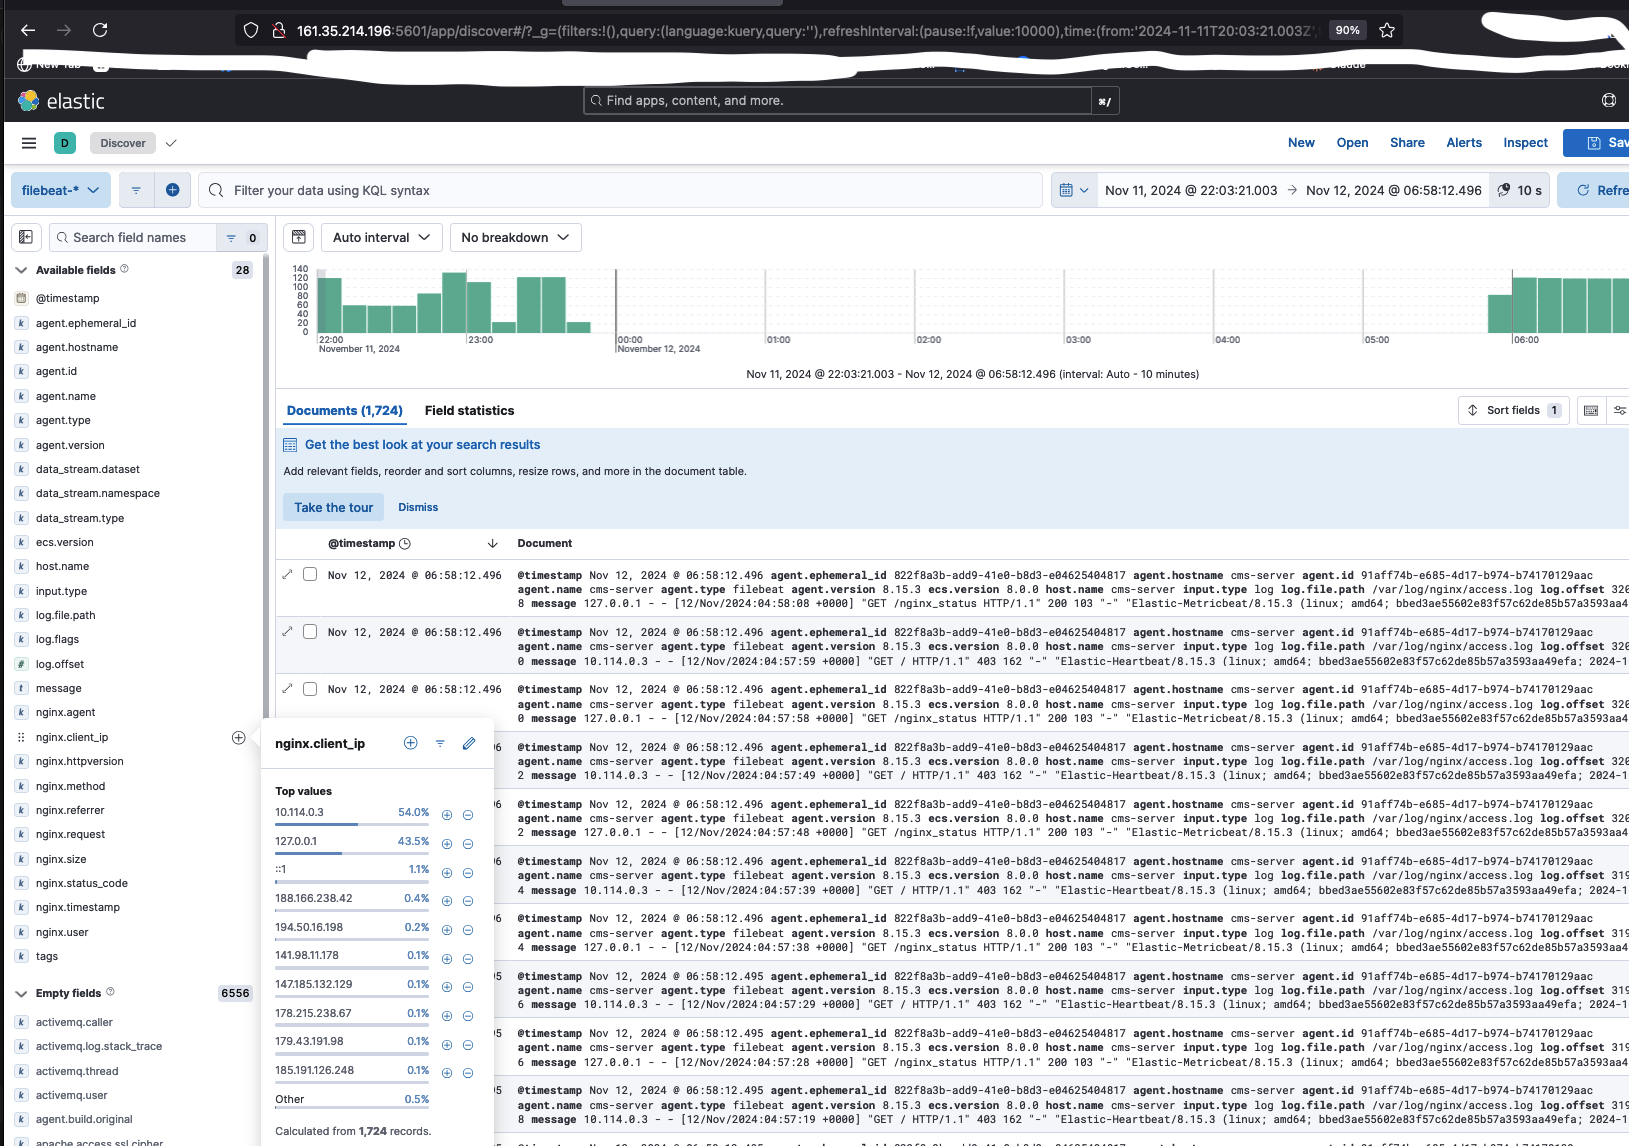 161.35.214.196:5601/app/discover#/?_g=(filters:!(),query:(language:kuery,query:''),refreshInterval:(pause:!f,value:10000),time:(from:'2024-11-11T20:03:21.003Z'
90%
elastic
Find apps, content, and more.
⌘/
D
Discover
New
Open
Share
Alerts
Inspect
Sav
filebeat-*
Filter your data using KQL syntax
Nov 11, 2024 @ 22:03:21.003 → Nov 12, 2024 @ 06:58:12.496
10 s
Refre
Search field names
0
Auto interval
No breakdown
Available fields 28
@timestamp
agent.ephemeral_id
agent.hostname
agent.id
agent.name
agent.type
agent.version
data_stream.dataset
data_stream.namespace
data_stream.type
ecs.version
host.name
input.type
log.file.path
log.flags
log.offset
message
nginx.agent
nginx.client_ip
nginx.httpversion
nginx.method
nginx.referrer
nginx.request
nginx.size
nginx.status_code
nginx.timestamp
nginx.user
tags
Empty fields 6556
activemq.caller
activemq.log.stack_trace
activemq.thread
activemq.user
agent.build.original
apache.access.ssl.cipher
140
120
100
80
60
40
20
0
22:00 23:00 00:00 01:00 02:00 03:00 04:00 05:00 06:00
November 11, 2024 November 12, 2024
Nov 11, 2024 @ 22:03:21.003 - Nov 12, 2024 @ 06:58:12.496 (interval: Auto - 10 minutes)
Documents (1,724)
Field statistics
Sort fields 1
Get the best look at your search results
Add relevant fields, reorder and sort columns, resize rows, and more in the document table.
Take the tour
Dismiss
@timestamp Document
Nov 12, 2024 @ 06:58:12.496 @timestamp Nov 12, 2024 @ 06:58:12.496 agent.ephemeral_id 822f8a3b-add9-41e0-b8d3-e04625404817 agent.hostname cms-server agent.id 91aff74b-e685-4d17-b974-b74170129aac
agent.name cms-server agent.type filebeat agent.version 8.15.3 ecs.version 8.0.0 host.name cms-server input.type log log.file.path /var/log/nginx/access.log log.offset 320
8 message 127.0.0.1 - - [12/Nov/2024:04:58:08 +0000] "GET /nginx_status HTTP/1.1" 200 103 "-" "Elastic-Metricbeat/8.15.3 (linux; amd64; bbed3ae55602e83f57c62de85b57a3593aa4
Nov 12, 2024 @ 06:58:12.496 @timestamp Nov 12, 2024 @ 06:58:12.496 agent.ephemeral_id 822f8a3b-add9-41e0-b8d3-e04625404817 agent.hostname cms-server agent.id 91aff74b-e685-4d17-b974-b74170129aac
agent.name cms-server agent.type filebeat agent.version 8.15.3 ecs.version 8.0.0 host.name cms-server input.type log log.file.path /var/log/nginx/access.log log.offset 320
0 message 10.114.0.3 - - [12/Nov/2024:04:57:59 +0000] "GET / HTTP/1.1" 403 162 "-" "Elastic-Heartbeat/8.15.3 (linux; amd64; bbed3ae55602e83f57c62de85b57a3593aa49efa; 2024-1
Nov 12, 2024 @ 06:58:12.496 @timestamp Nov 12, 2024 @ 06:58:12.496 agent.ephemeral_id 822f8a3b-add9-41e0-b8d3-e04625404817 agent.hostname cms-server agent.id 91aff74b-e685-4d17-b974-b74170129aac
agent.name cms-server agent.type filebeat agent.version 8.15.3 ecs.version 8.0.0 host.name cms-server input.type log log.file.path /var/log/nginx/access.log log.offset 320
0 message 127.0.0.1 - - [12/Nov/2024:04:57:58 +0000] "GET /nginx_status HTTP/1.1" 200 103 "-" "Elastic-Metricbeat/8.15.3 (linux; amd64; bbed3ae55602e83f57c62de85b57a3593aa4
6 @timestamp Nov 12, 2024 @ 06:58:12.496 agent.ephemeral_id 822f8a3b-add9-41e0-b8d3-e04625404817 agent.hostname cms-server agent.id 91aff74b-e685-4d17-b974-b74170129aac
agent.name cms-server agent.type filebeat agent.version 8.15.3 ecs.version 8.0.0 host.name cms-server input.type log log.file.path /var/log/nginx/access.log log.offset 320
2 message 10.114.0.3 - - [12/Nov/2024:04:57:49 +0000] "GET / HTTP/1.1" 403 162 "-" "Elastic-Heartbeat/8.15.3 (linux; amd64; bbed3ae55602e83f57c62de85b57a3593aa49efa; 2024-1
6 @timestamp Nov 12, 2024 @ 06:58:12.496 agent.ephemeral_id 822f8a3b-add9-41e0-b8d3-e04625404817 agent.hostname cms-server agent.id 91aff74b-e685-4d17-b974-b74170129aac
agent.name cms-server agent.type filebeat agent.version 8.15.3 ecs.version 8.0.0 host.name cms-server input.type log log.file.path /var/log/nginx/access.log log.offset 320
2 message 127.0.0.1 - - [12/Nov/2024:04:57:48 +0000] "GET /nginx_status HTTP/1.1" 200 103 "-" "Elastic-Metricbeat/8.15.3 (linux; amd64; bbed3ae55602e83f57c62de85b57a3593aa4
6 @timestamp Nov 12, 2024 @ 06:58:12.496 agent.ephemeral_id 822f8a3b-add9-41e0-b8d3-e04625404817 agent.hostname cms-server agent.id 91aff74b-e685-4d17-b974-b74170129aac
agent.name cms-server agent.type filebeat agent.version 8.15.3 ecs.version 8.0.0 host.name cms-server input.type log log.file.path /var/log/nginx/access.log log.offset 319
4 message 10.114.0.3 - - [12/Nov/2024:04:57:39 +0000] "GET / HTTP/1.1" 403 162 "-" "Elastic-Heartbeat/8.15.3 (linux; amd64; bbed3ae55602e83f57c62de85b57a3593aa49efa; 2024-1
6 @timestamp Nov 12, 2024 @ 06:58:12.496 agent.ephemeral_id 822f8a3b-add9-41e0-b8d3-e04625404817 agent.hostname cms-server agent.id 91aff74b-e685-4d17-b974-b74170129aac
agent.name cms-server agent.type filebeat agent.version 8.15.3 ecs.version 8.0.0 host.name cms-server input.type log log.file.path /var/log/nginx/access.log log.offset 319
4 message 127.0.0.1 - - [12/Nov/2024:04:57:38 +0000] "GET /nginx_status HTTP/1.1" 200 103 "-" "Elastic-Metricbeat/8.15.3 (linux; amd64; bbed3ae55602e83f57c62de85b57a3593aa4
5 @timestamp Nov 12, 2024 @ 06:58:12.495 agent.ephemeral_id 822f8a3b-add9-41e0-b8d3-e04625404817 agent.hostname cms-server agent.id 91aff74b-e685-4d17-b974-b74170129aac
agent.name cms-server agent.type filebeat agent.version 8.15.3 ecs.version 8.0.0 host.name cms-server input.type log log.file.path /var/log/nginx/access.log log.offset 319
6 message 10.114.0.3 - - [12/Nov/2024:04:57:29 +0000] "GET / HTTP/1.1" 403 162 "-" "Elastic-Heartbeat/8.15.3 (linux; amd64; bbed3ae55602e83f57c62de85b57a3593aa49efa; 2024-1
5 @timestamp Nov 12, 2024 @ 06:58:12.495 agent.ephemeral_id 822f8a3b-add9-41e0-b8d3-e04625404817 agent.hostname cms-server agent.id 91aff74b-e685-4d17-b974-b74170129aac
agent.name cms-server agent.type filebeat agent.version 8.15.3 ecs.version 8.0.0 host.name cms-server input.type log log.file.path /var/log/nginx/access.log log.offset 319
6 message 127.0.0.1 - - [12/Nov/2024:04:57:28 +0000] "GET /nginx_status HTTP/1.1" 200 103 "-" "Elastic-Metricbeat/8.15.3 (linux; amd64; bbed3ae55602e83f57c62de85b57a3593aa4
5 @timestamp Nov 12, 2024 @ 06:58:12.495 agent.ephemeral_id 822f8a3b-add9-41e0-b8d3-e04625404817 agent.hostname cms-server agent.id 91aff74b-e685-4d17-b974-b74170129aac
agent.name cms-server agent.type filebeat agent.version 8.15.3 ecs.version 8.0.0 host.name cms-server input.type log log.file.path /var/log/nginx/access.log log.offset 319
8 message 10.114.0.3 - - [12/Nov/2024:04:57:19 +0000] "GET / HTTP/1.1" 403 162 "-" "Elastic-Heartbeat/8.15.3 (linux; amd64; bbed3ae55602e83f57c62de85b57a3593aa49efa; 2024-1
nginx.client_ip
Top values
10.114.0.3 54.0%
127.0.0.1 43.5%
::1 1.1%
188.166.238.42 0.4%
194.50.16.198 0.2%
141.98.11.178 0.1%
147.185.132.129 0.1%
178.215.238.67 0.1%
179.43.191.98 0.1%
185.191.126.248 0.1%
Other 0.5%
Calculated from 1,724 records.